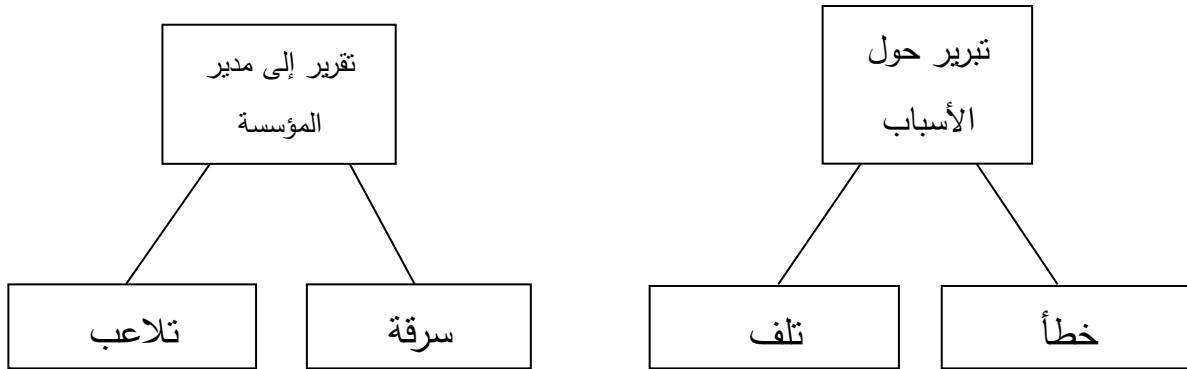 تبرير حول
الأسباب
تقرير إلى مدير
المؤسسة
خطأ
تلف
سرقة
تلاعب